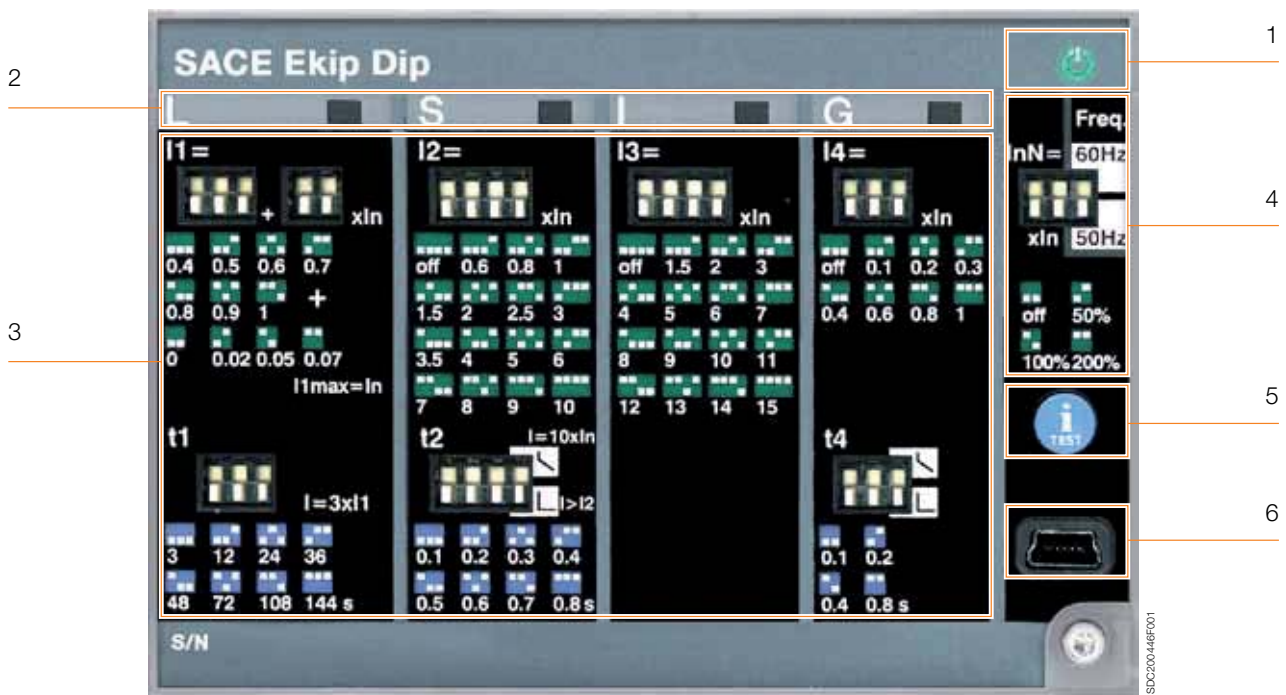 SACE Ekip Dip
L S I G
I1=
+ xIn
0.4 0.5 0.6 0.7
0.8 0.9 1 +
0 0.02 0.05 0.07
I1max=In
t1
I=3xI1
3 12 24 36
48 72 108 144 s
I2=
xIn
off 0.6 0.8 1
1.5 2 2.5 3
3.5 4 5 6
7 8 9 10
t2 I=10xIn
I>I2
0.1 0.2 0.3 0.4
0.5 0.6 0.7 0.8 s
I3=
xIn
off 1.5 2 3
4 5 6 7
8 9 10 11
12 13 14 15
I4=
xIn
off 0.1 0.2 0.3
0.4 0.6 0.8 1
t4
0.1 0.2
0.4 0.8 s
Freq.
InN= 60Hz
xIn 50Hz
off 50%
100% 200%
i
TEST
S/N
1
2
3
4
5
6
SDC200446F001